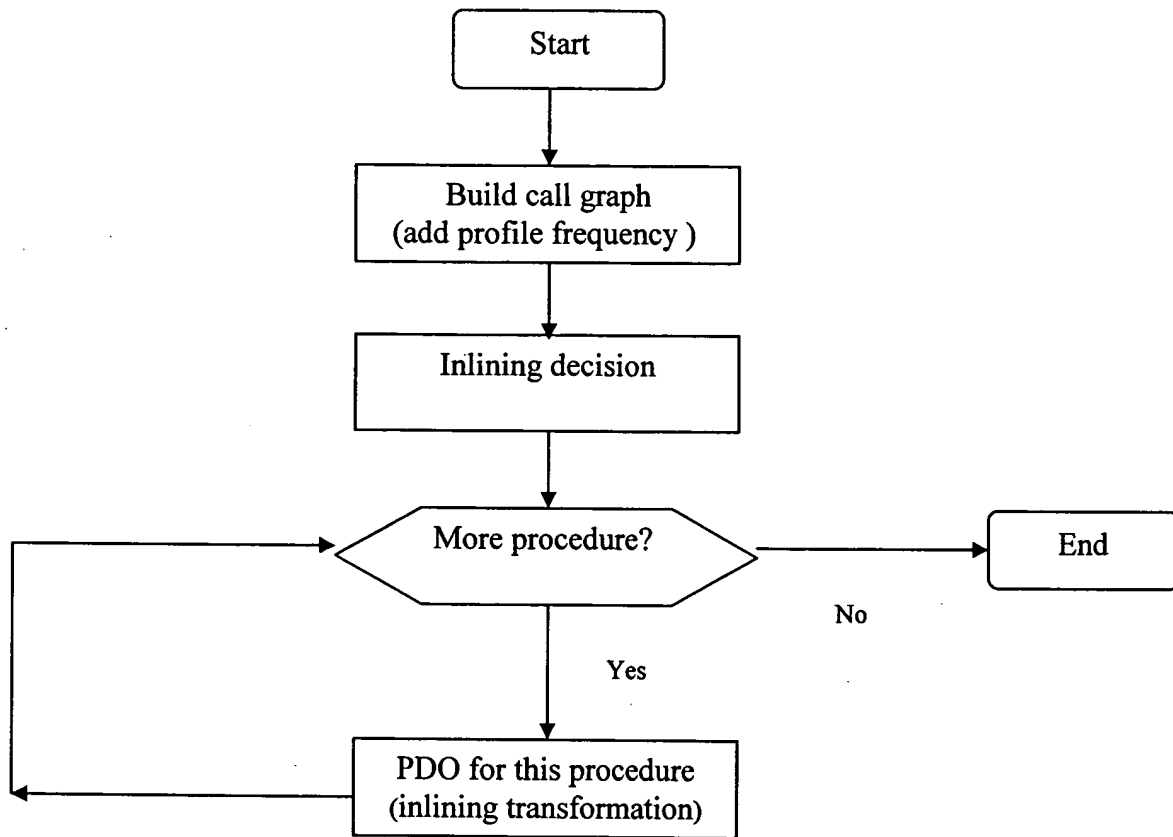 Start
Build call graph
(add profile frequency )
Inlining decision
More procedure?
End
No
Yes
PDO for this procedure
(inlining transformation)